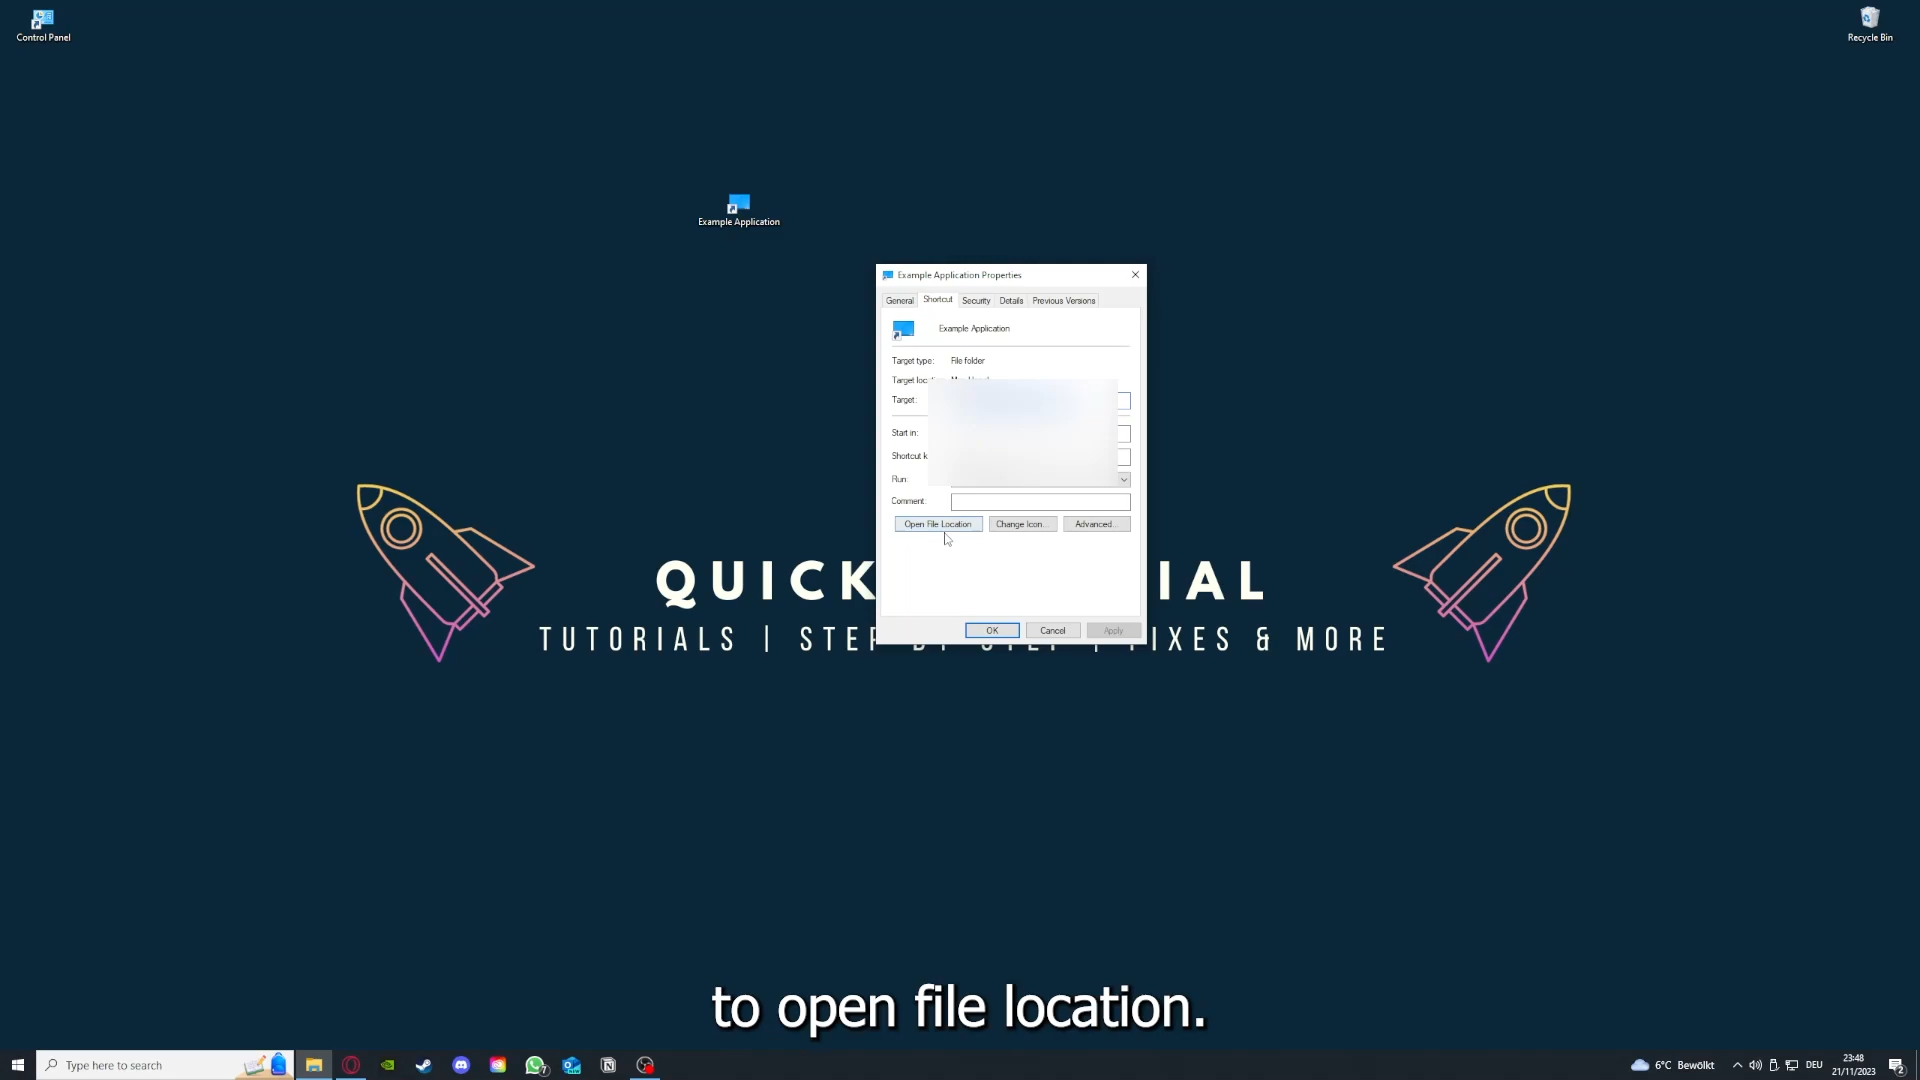 Control Panel
Recycle Bin
Example Application
Example Application Properties
General Shortcut Security Details Previous Versions
Example Application
Target type: File folder
Target
Target:
Start in:
Shortcut
Run:
Comment:
Open File Location Change Icon... Advanced...
QUICK IAL
TUTORIALS | STEP BY STEP | FIXES & MORE
OK Cancel Apply
to open file location.
Type here to search
7
6°C Bewölkt
DEU
23:48
21/11/2023
2